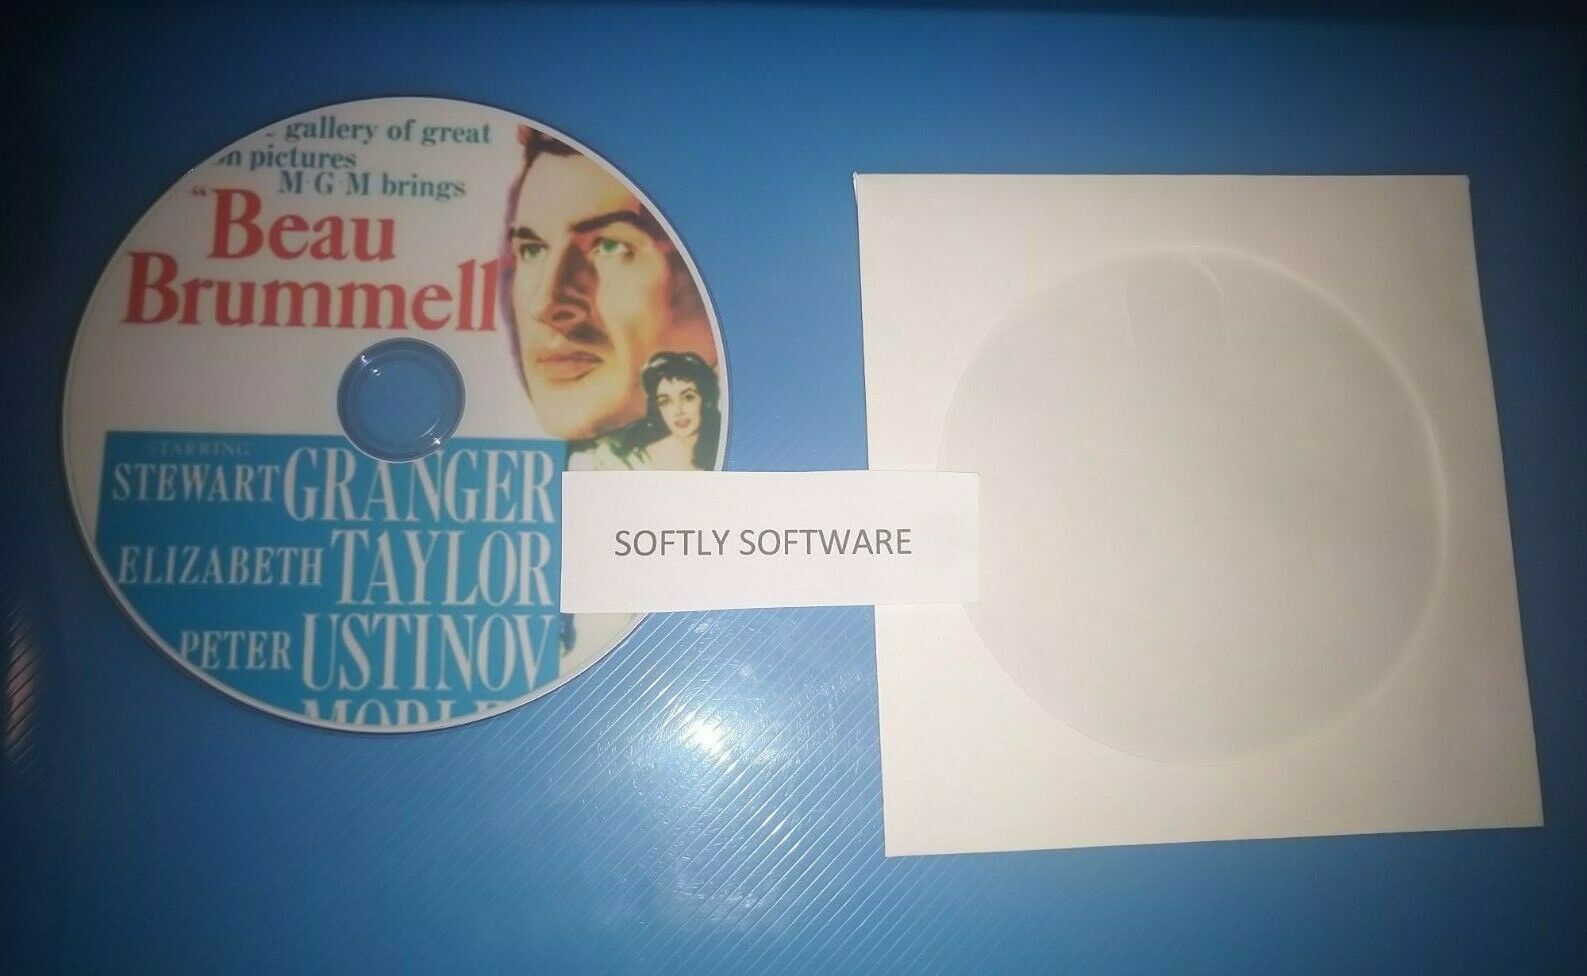 gallery of great
pictures
M·G·M brings
"Beau
Brummell
STARRING
STEWART GRANGER
ELIZABETH TAYLOR
PETER USTINOV
SOFTLY SOFTWARE